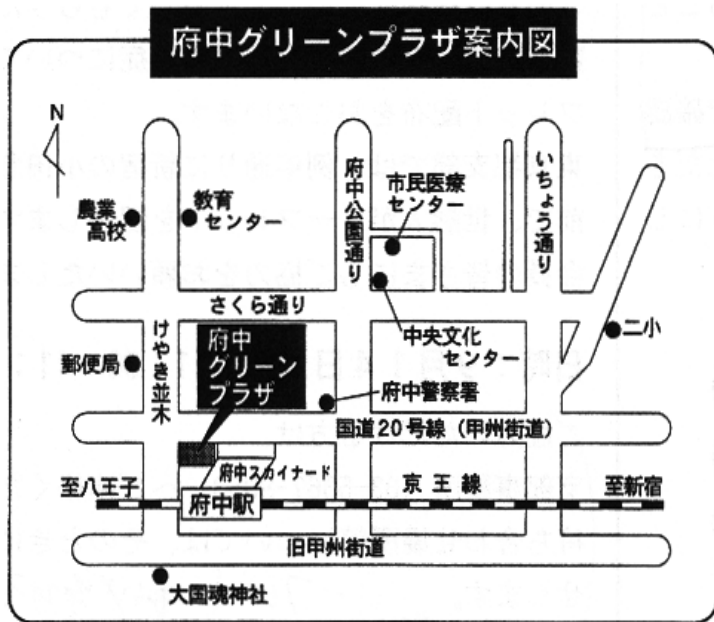 府中グリーンプラザ案内図
N
農業
高校
教育
センター
府中公園通り
市民医療
センター
いちょう通り
さくら通り
中央文化
センター
二小
けやき並木
府中
グリーン
プラザ
郵便局
府中警察署
国道20号線(甲州街道)
府中スカイナード
至八王子
府中駅
京王線
至新宿
旧甲州街道
大国魂神社